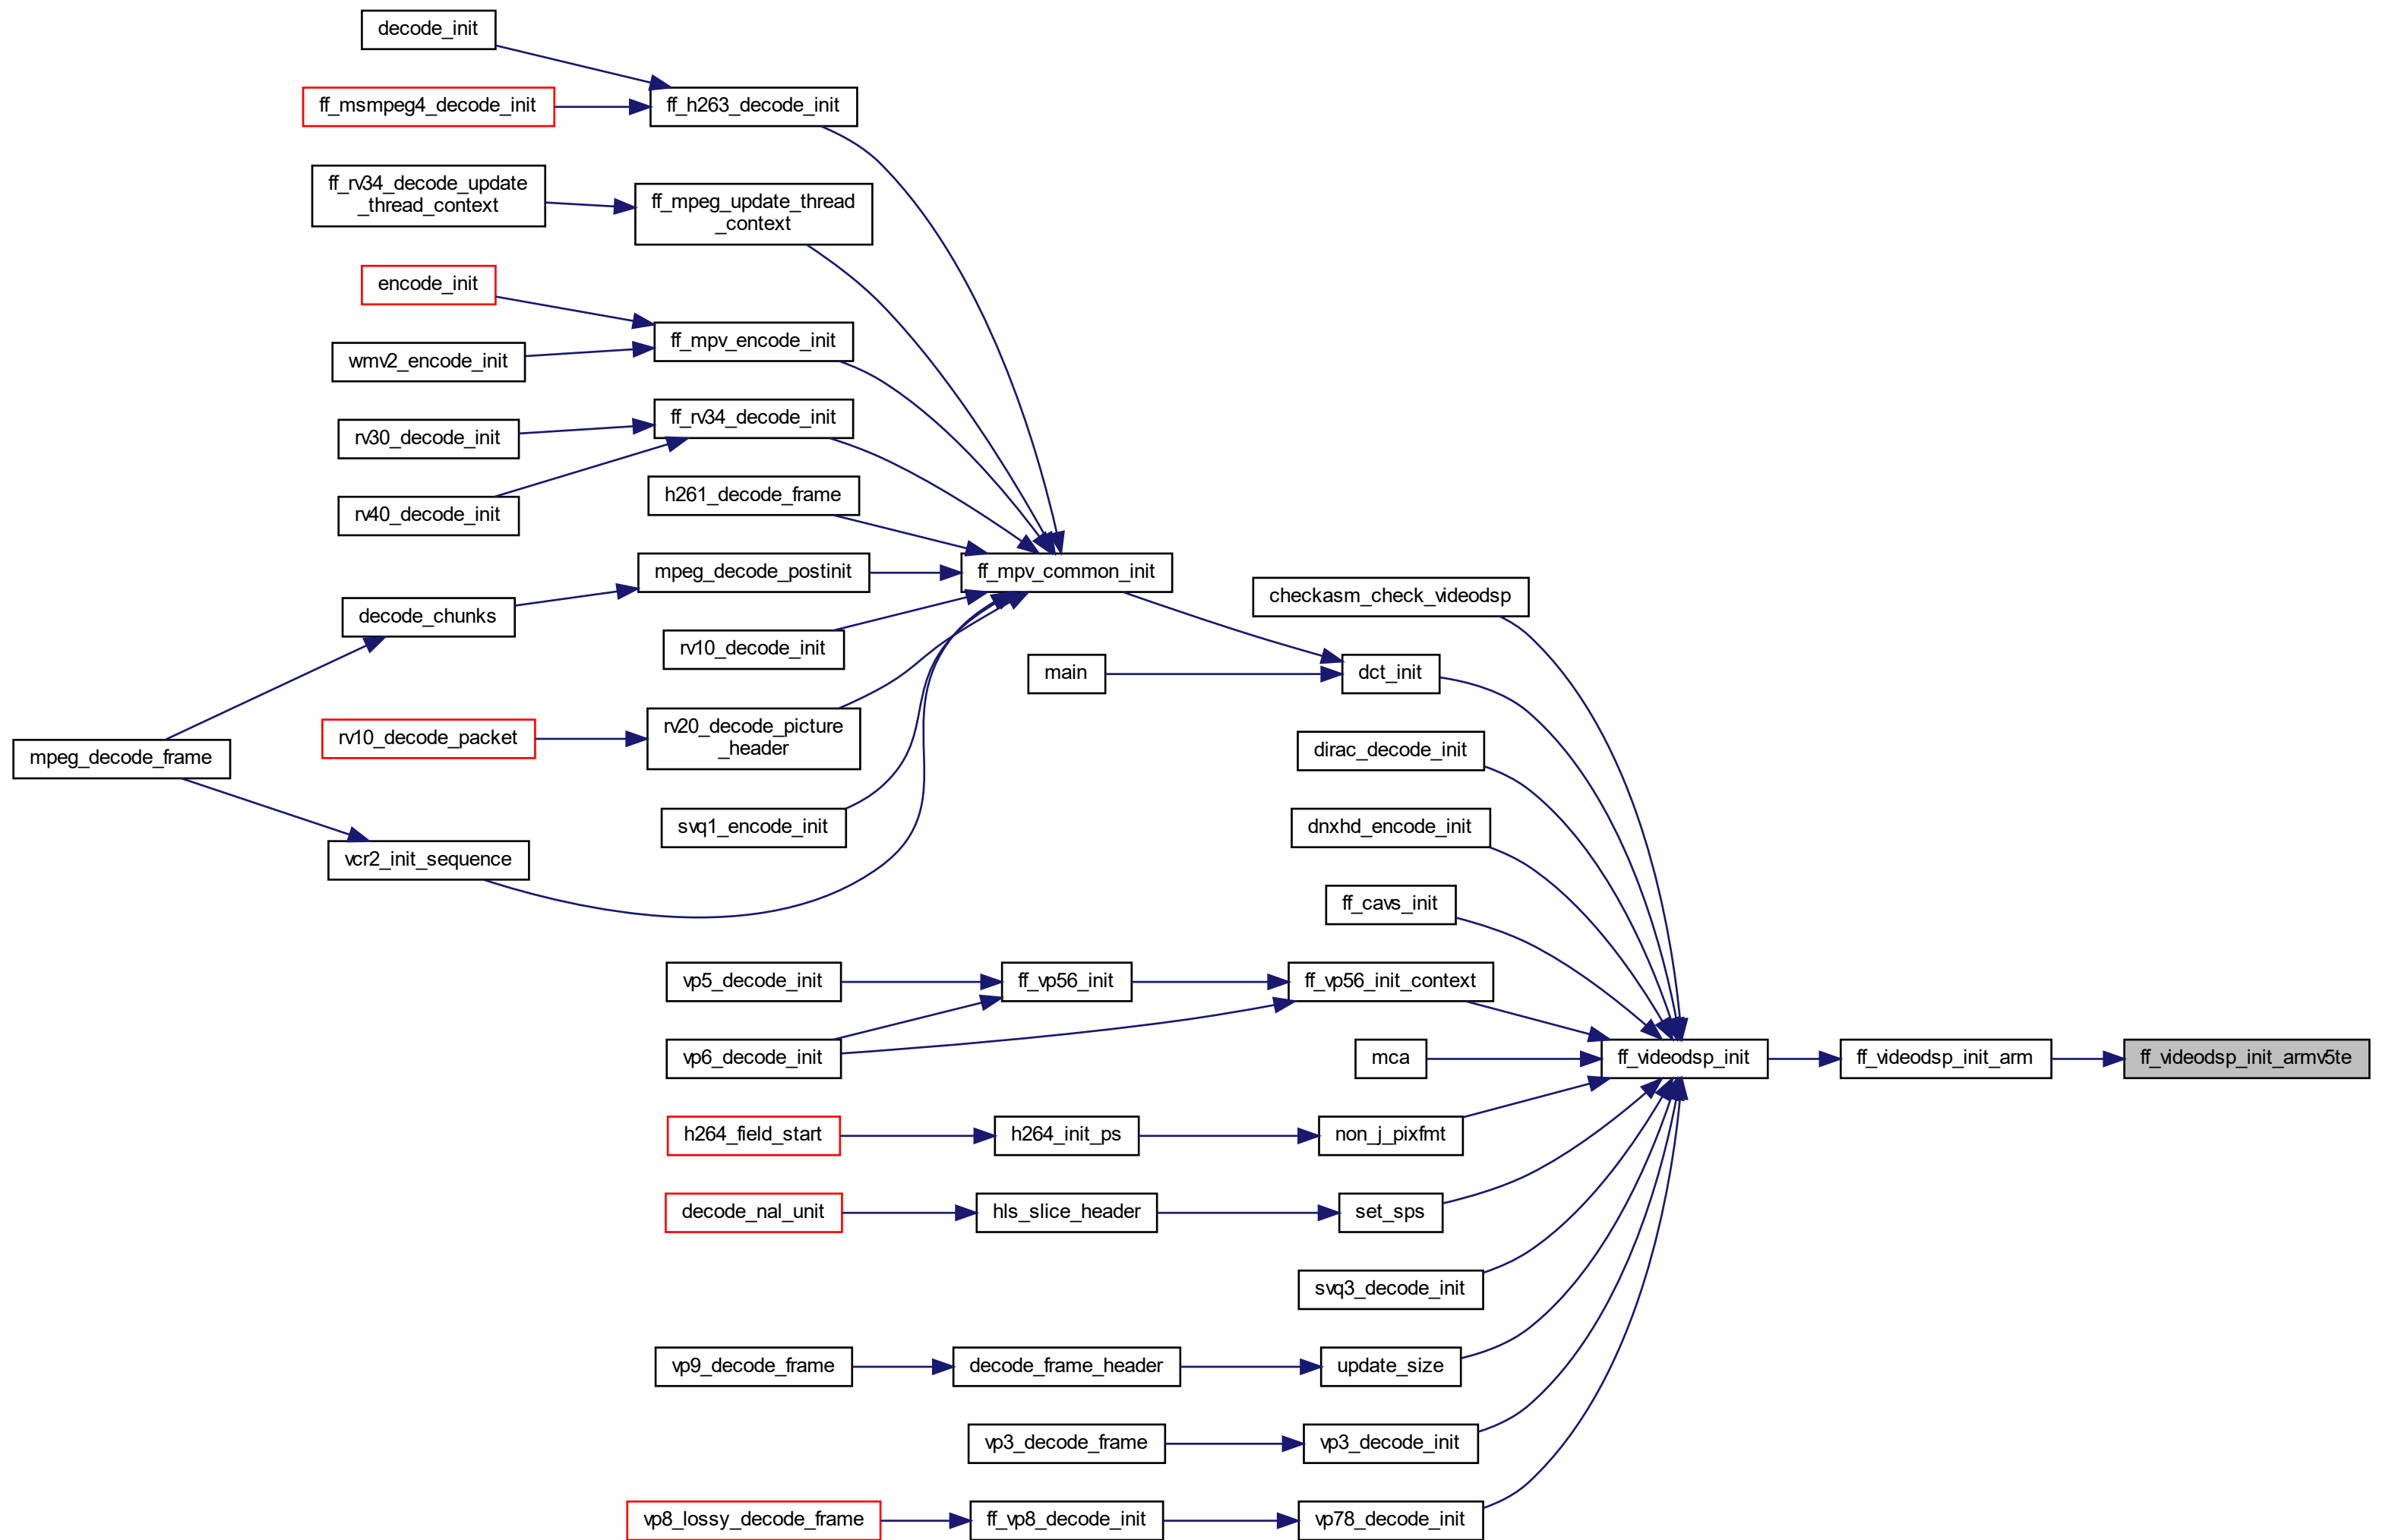 decode_init
ff_msmpeg4_decode_init
ff_h263_decode_init
ff_rv34_decode_update
_thread_context
ff_mpeg_update_thread
_context
encode_init
ff_mpv_encode_init
wmv2_encode_init
ff_rv34_decode_init
rv30_decode_init
h261_decode_frame
rv40_decode_init
mpeg_decode_postinit
ff_mpv_common_init
checkasm_check_videodsp
decode_chunks
rv10_decode_init
main
dct_init
rv10_decode_packet
rv20_decode_picture
_header
mpeg_decode_frame
dirac_decode_init
svq1_encode_init
dnxhd_encode_init
vcr2_init_sequence
ff_cavs_init
vp5_decode_init
ff_vp56_init
ff_vp56_init_context
vp6_decode_init
mca
ff_videodsp_init
ff_videodsp_init_arm
ff_videodsp_init_armv5te
h264_field_start
h264_init_ps
non_j_pixfmt
decode_nal_unit
hls_slice_header
set_sps
svq3_decode_init
vp9_decode_frame
decode_frame_header
update_size
vp3_decode_frame
vp3_decode_init
vp8_lossy_decode_frame
ff_vp8_decode_init
vp78_decode_init